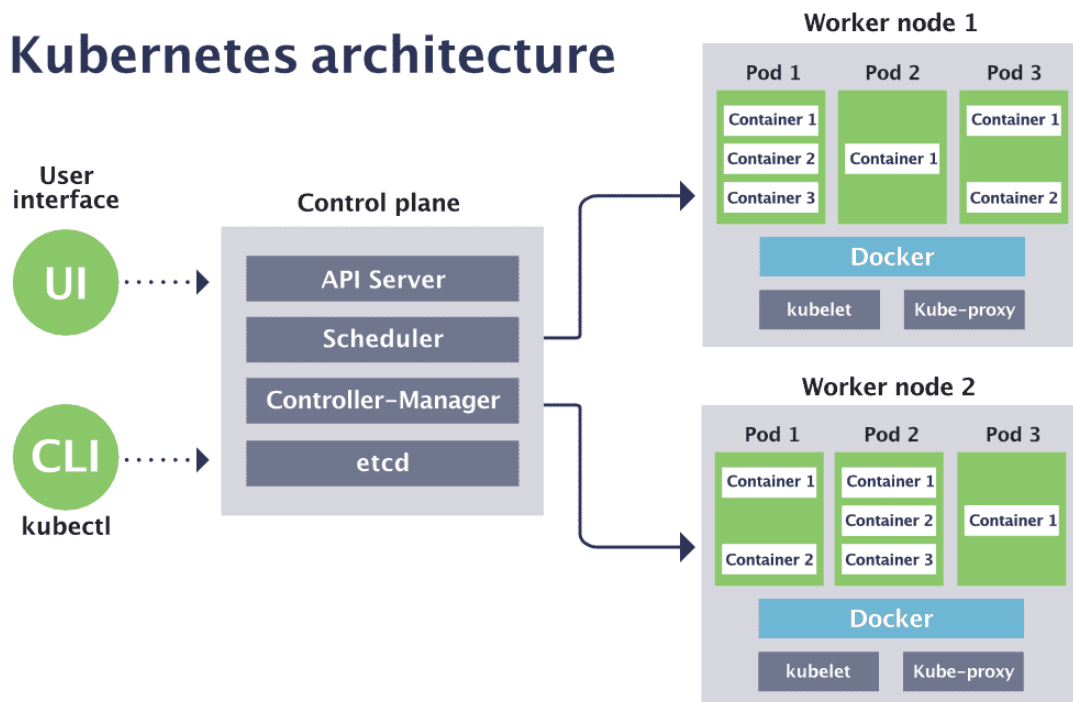 Kubernetes architecture
User
interface
UI
CLI
kubectl
Control plane
API Server
Scheduler
Controller-Manager
etcd
Worker node 1
Pod 1
Pod 2
Pod 3
Container 1
Container 2
Container 3
Container 1
Container 1
Container 2
Docker
kubelet
Kube-proxy
Worker node 2
Pod 1
Pod 2
Pod 3
Container 1
Container 2
Container 1
Container 2
Container 3
Container 1
Docker
kubelet
Kube-proxy